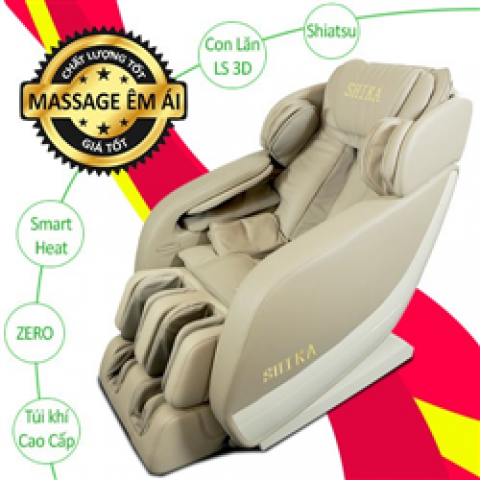 CHẤT LƯỢNG TỐT
MASSAGE ÊM ÁI
GIÁ TỐT
Con Lăn
LS 3D
Shiatsu
SHIKA
Smart
Heat
ZERO
SHIKA
Túi khí
Cao Cấp